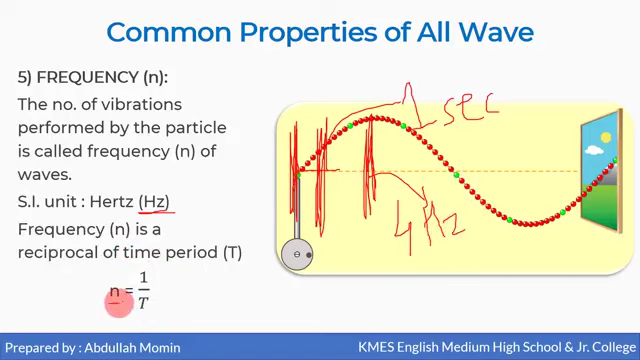 Common Properties of All Wave
5) FREQUENCY (n):
The no. of vibrations
performed by the particle
is called frequency (n) of
waves.
S.I. unit : Hertz (Hz)
Frequency (n) is a
reciprocal of time period (T)
n = 1/T
1 sec
4 Hz
Prepared by : Abdullah Momin
KMES English Medium High School & Jr. College